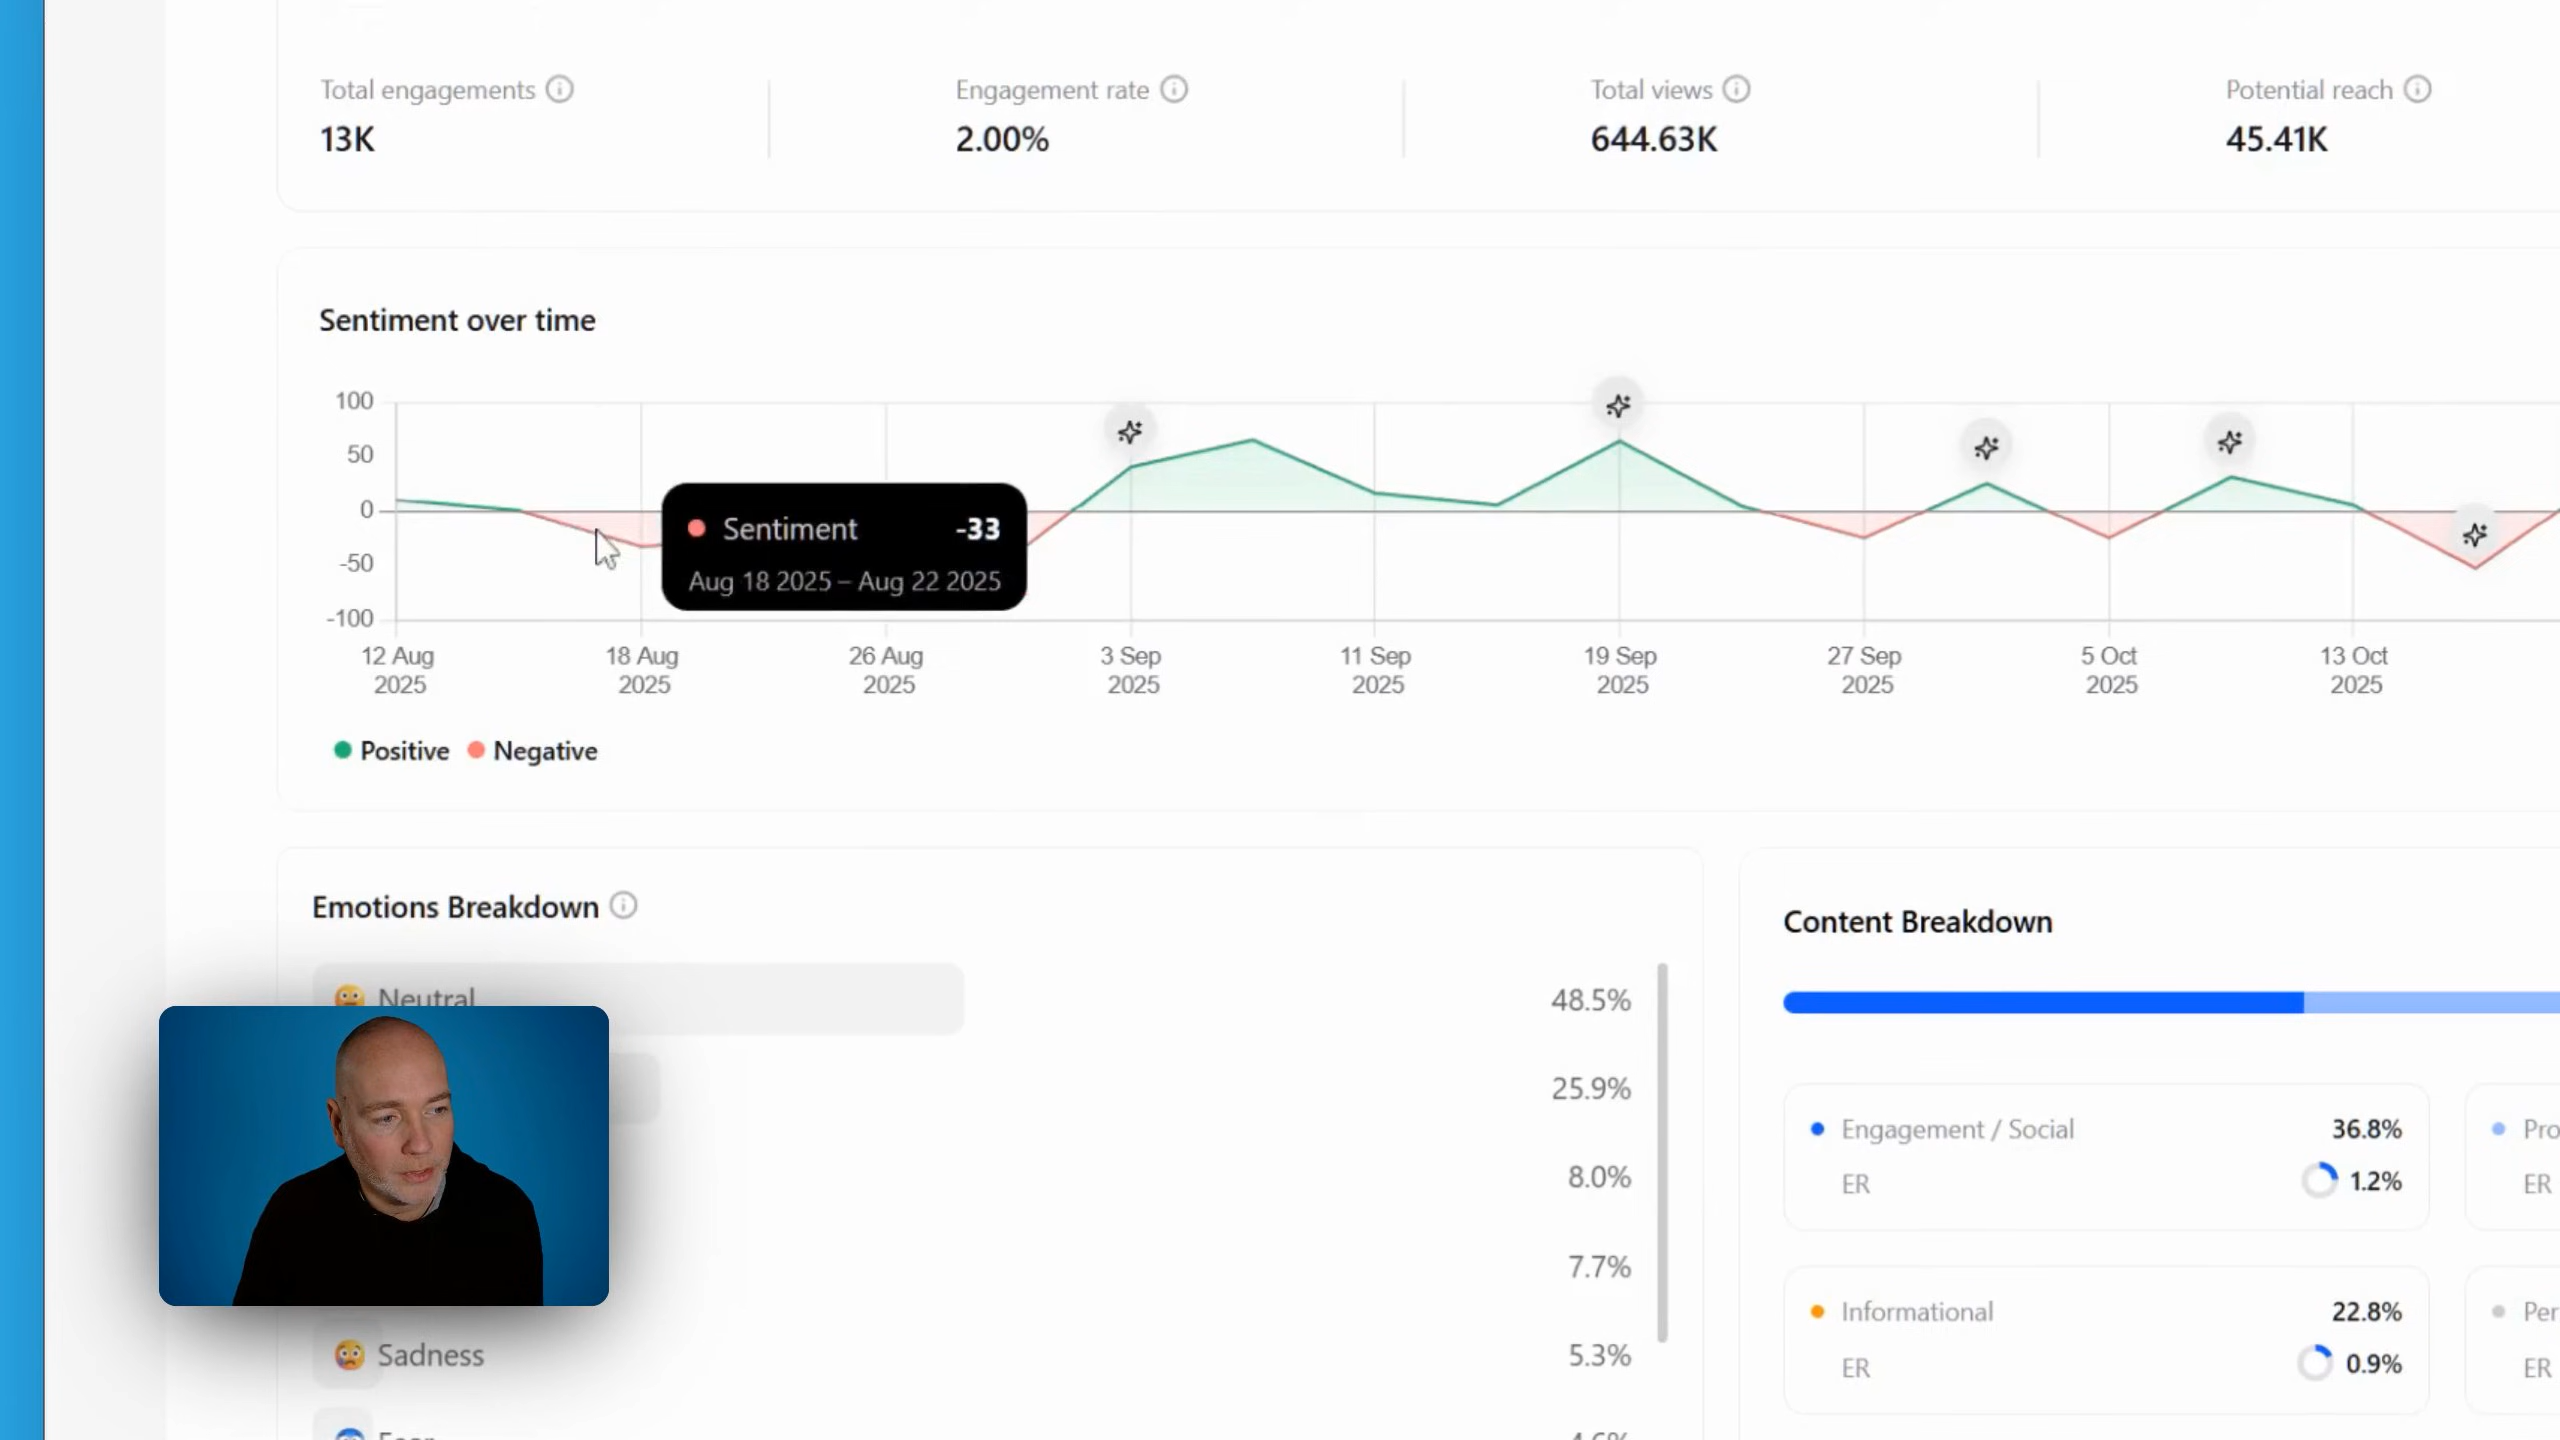 Total engagements
13K
Engagement rate
2.00%
Total views
644.63K
Potential reach
45.41K
Sentiment over time
100
50
0
-50
-100
Sentiment -33
Aug 18 2025 – Aug 22 2025
12 Aug 2025
18 Aug 2025
26 Aug 2025
3 Sep 2025
11 Sep 2025
19 Sep 2025
27 Sep 2025
5 Oct 2025
13 Oct 2025
Positive Negative
Emotions Breakdown
Neutral 48.5%
25.9%
8.0%
7.7%
Sadness 5.3%
Content Breakdown
Engagement / Social 36.8%
ER 1.2%
Pro
ER
Informational 22.8%
ER 0.9%
Per
ER